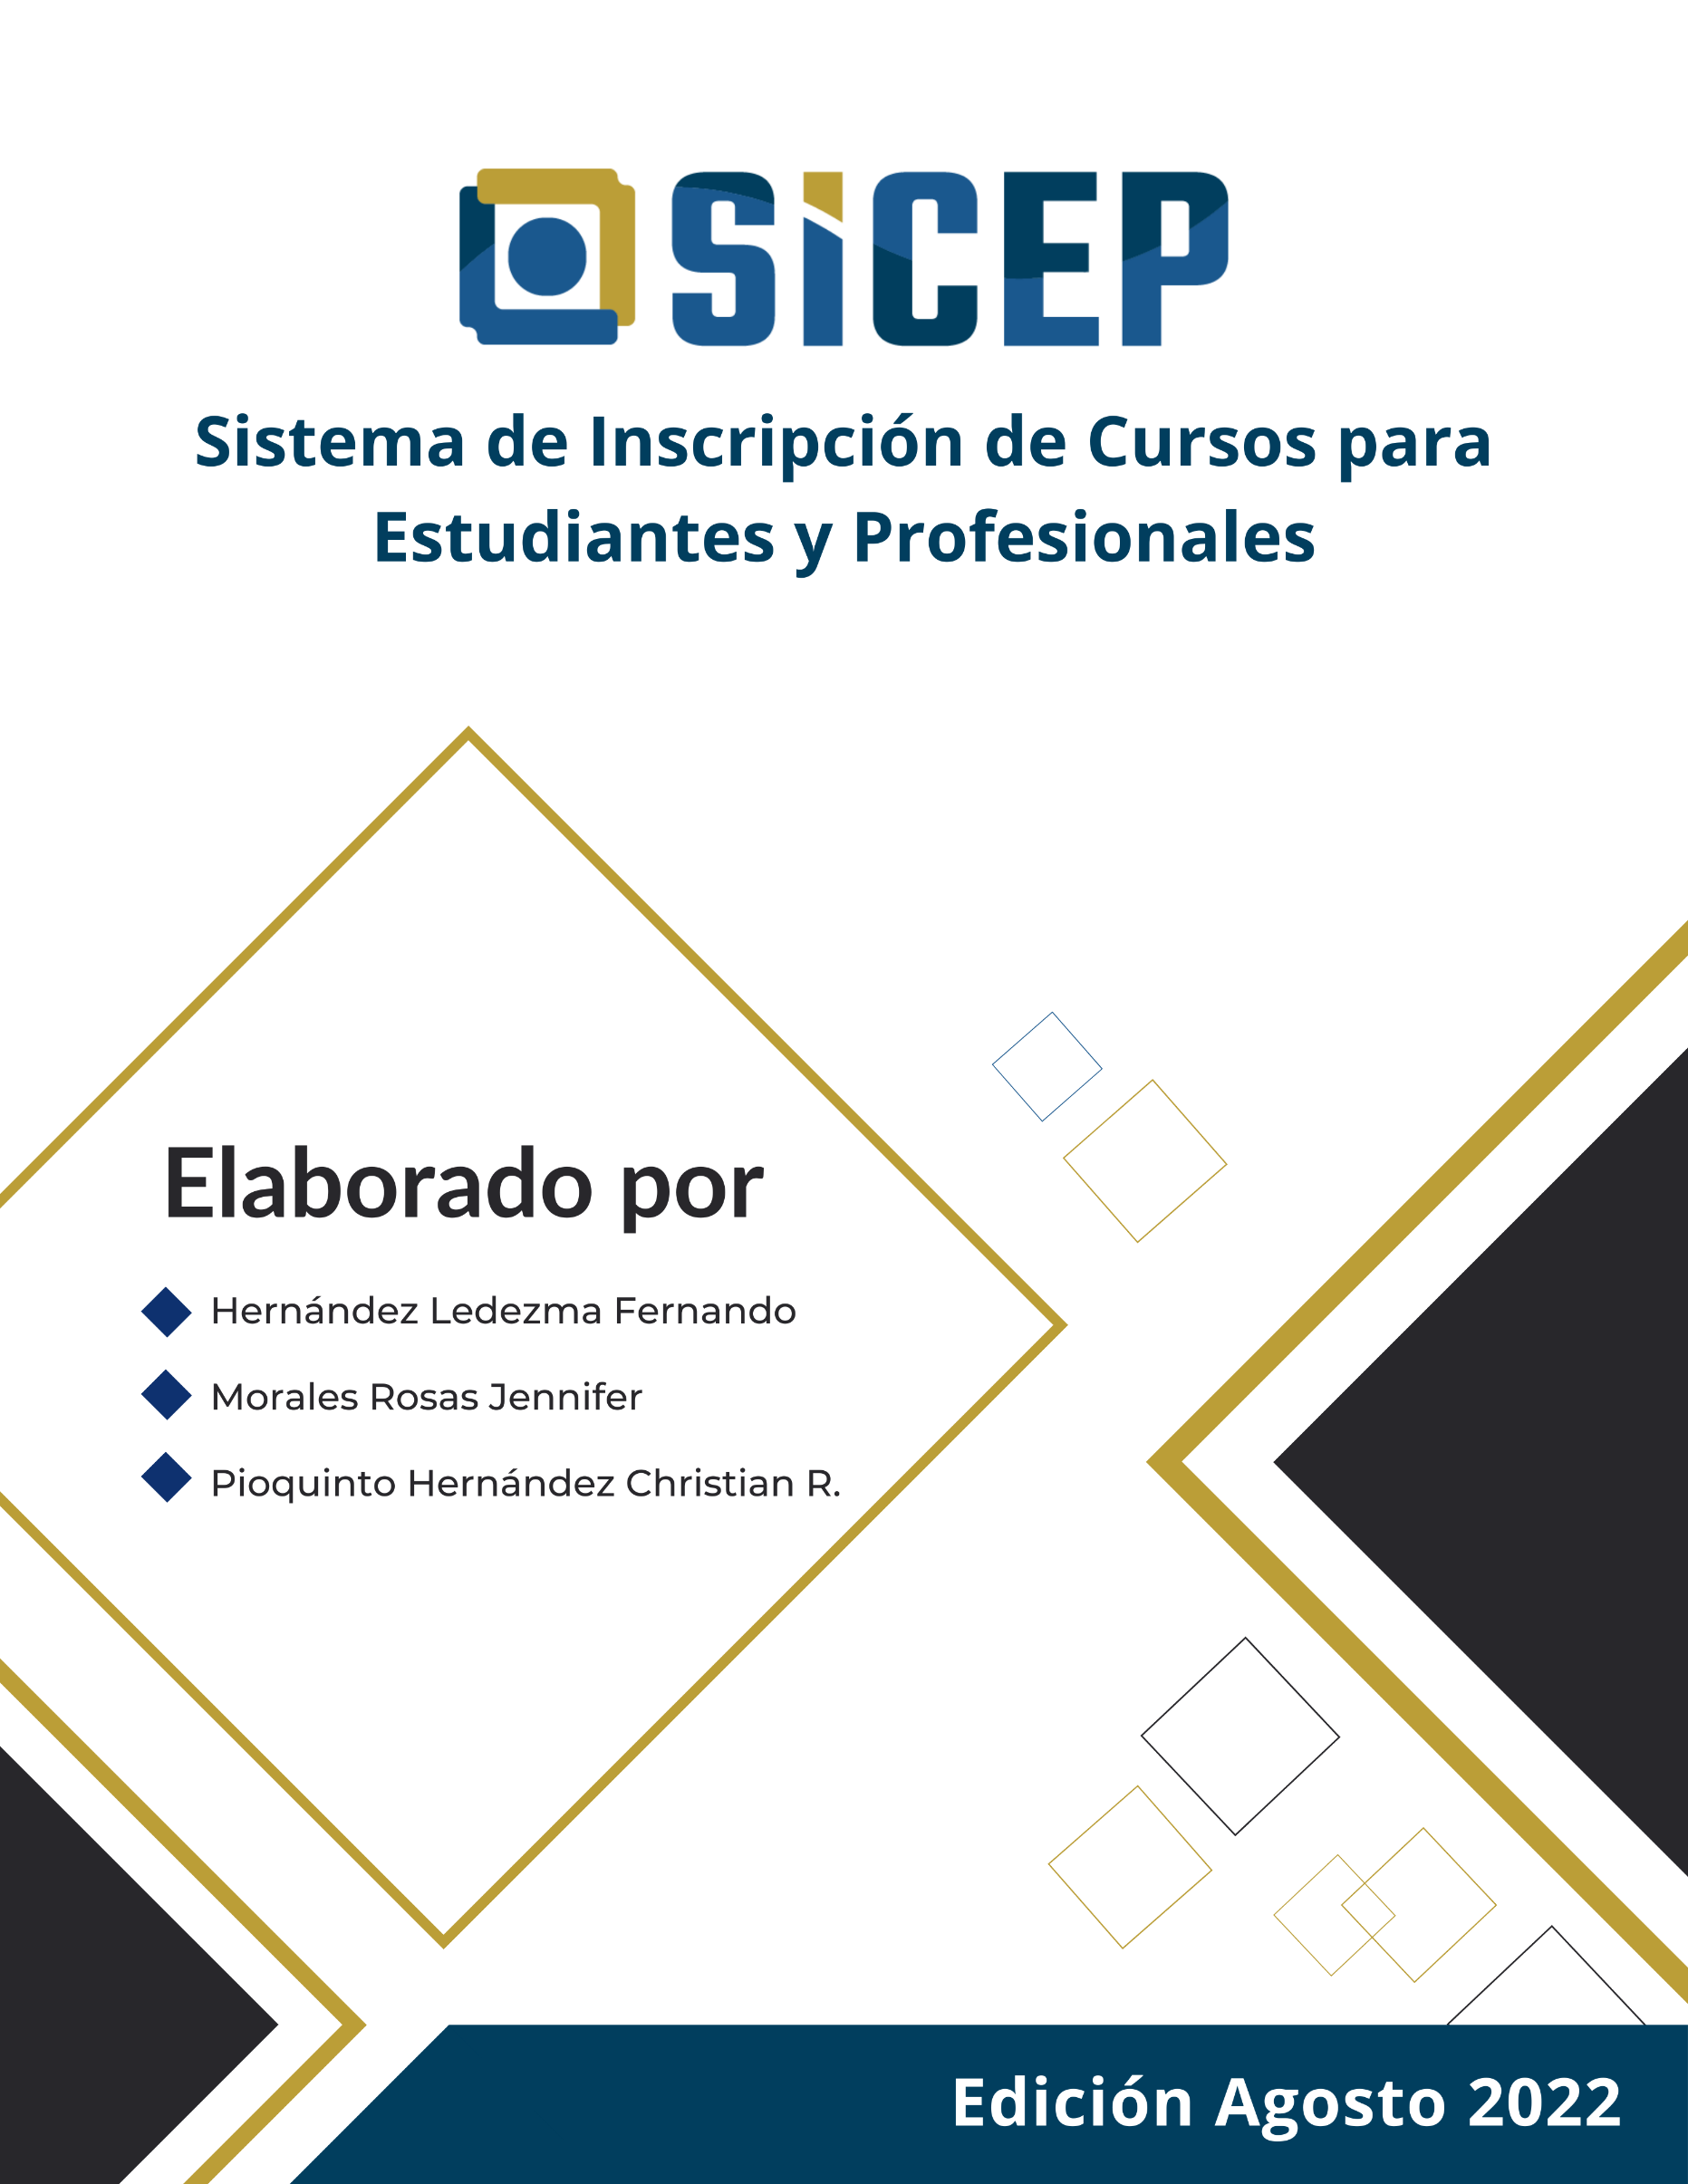 SiCEP
Sistema de Inscripción de Cursos para
Estudiantes y Profesionales
Elaborado por
Hernández Ledezma Fernando
Morales Rosas Jennifer
Pioquinto Hernández Christian R.
Edición Agosto 2022